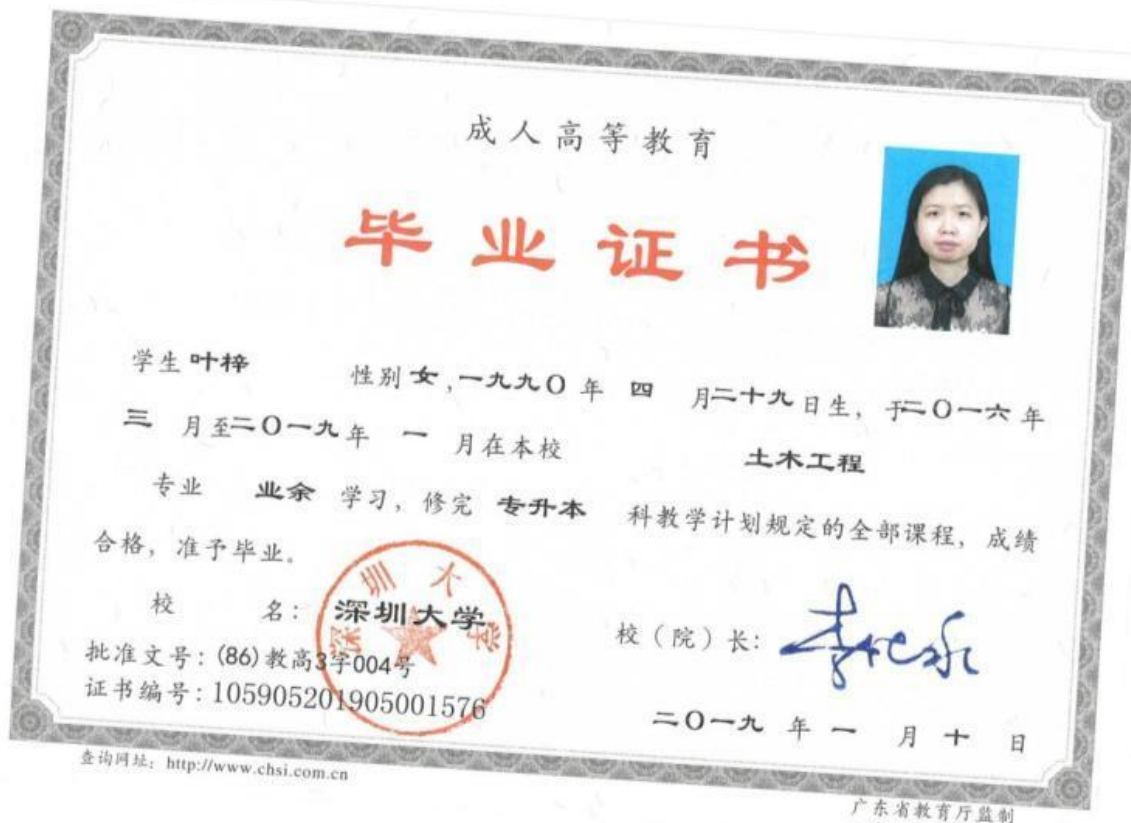 成人高等教育
毕业证书
学生 叶梓 性别 女,一九九〇 年 四 月二十九日生,于二〇一六 年
三 月至二〇一九年 一 月在本校 土木工程
专业 业余 学习,修完 专升本 科教学计划规定的全部课程,成绩
合格,准予毕业。
校 名: 深圳大学
深圳大学
校(院)长: 李清泉
批准文号:(86)教高3字004号
证书编号:105905201905001576
二〇一九 年 一 月 十 日
查询网址:http://www.chsi.com.cn
广东省教育厅监制